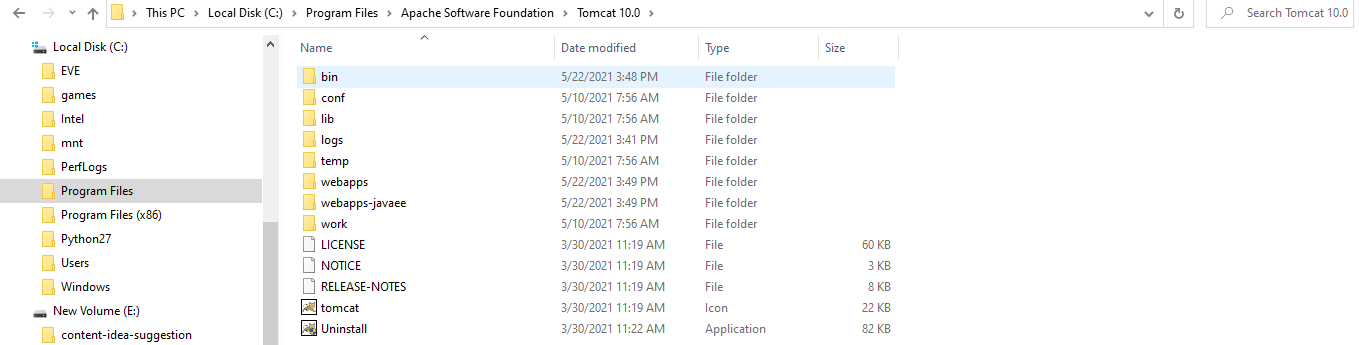 This PC > Local Disk (C:) > Program Files > Apache Software Foundation > Tomcat 10.0 >
Search Tomcat 10.0
Local Disk (C:)
EVE
games
Intel
mnt
PerfLogs
Program Files
Program Files (x86)
Python27
Users
Windows
New Volume (E:)
content-idea-suggestion
Name Date modified Type Size
bin 5/22/2021 3:48 PM File folder
conf 5/10/2021 7:56 AM File folder
lib 5/10/2021 7:56 AM File folder
logs 5/22/2021 3:41 PM File folder
temp 5/10/2021 7:56 AM File folder
webapps 5/22/2021 3:49 PM File folder
webapps-javaee 5/22/2021 3:49 PM File folder
work 5/10/2021 7:56 AM File folder
LICENSE 3/30/2021 11:19 AM File 60 KB
NOTICE 3/30/2021 11:19 AM File 3 KB
RELEASE-NOTES 3/30/2021 11:19 AM File 8 KB
tomcat 3/30/2021 11:19 AM Icon 22 KB
Uninstall 3/30/2021 11:22 AM Application 82 KB